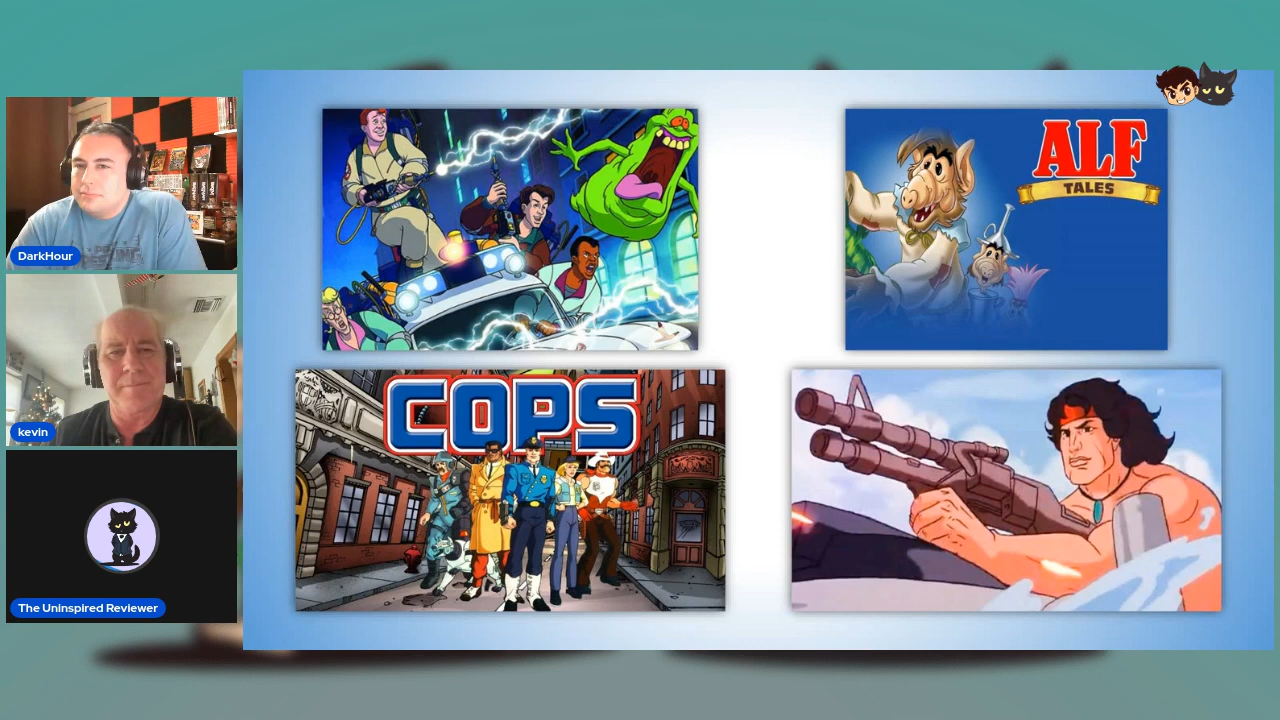 DarkHour
kevin
The Uninspired Reviewer
ALF
TALES
COPS